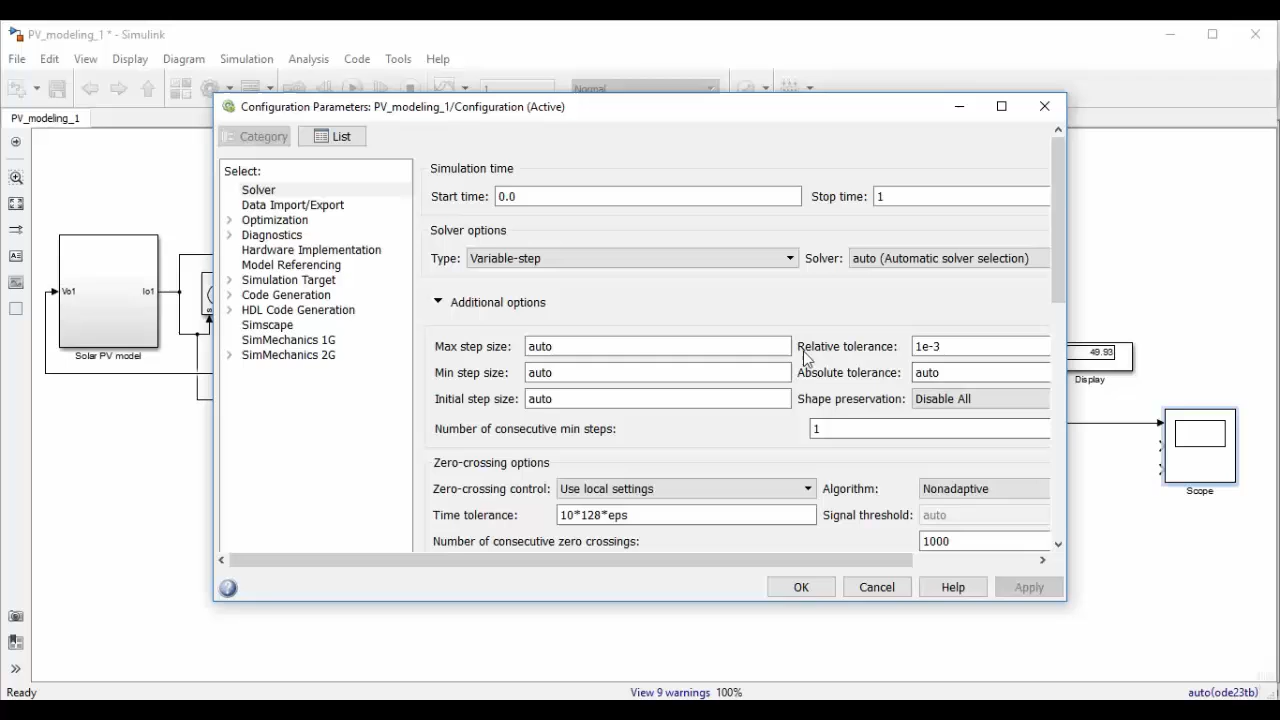 PV_modeling_1 * - Simulink
File Edit View Display Diagram Simulation Analysis Code Tools Help
1 Normal
PV_modeling_1
Configuration Parameters: PV_modeling_1/Configuration (Active)
Category List
Select:
Solver
Data Import/Export
Optimization
Diagnostics
Hardware Implementation
Model Referencing
Simulation Target
Code Generation
HDL Code Generation
Simscape
SimMechanics 1G
SimMechanics 2G
Simulation time
Start time: 0.0 Stop time: 1
Solver options
Type: Variable-step Solver: auto (Automatic solver selection)
Additional options
Max step size: auto Relative tolerance: 1e-3
Min step size: auto Absolute tolerance: auto
Initial step size: auto Shape preservation: Disable All
Number of consecutive min steps: 1
Zero-crossing options
Zero-crossing control: Use local settings Algorithm: Nonadaptive
Time tolerance: 10*128*eps Signal threshold: auto
Number of consecutive zero crossings: 1000
OK Cancel Help Apply
Vo1 Io1
Solar PV model
s
49.93
Display
Scope
Ready View 9 warnings 100% auto(ode23tb)